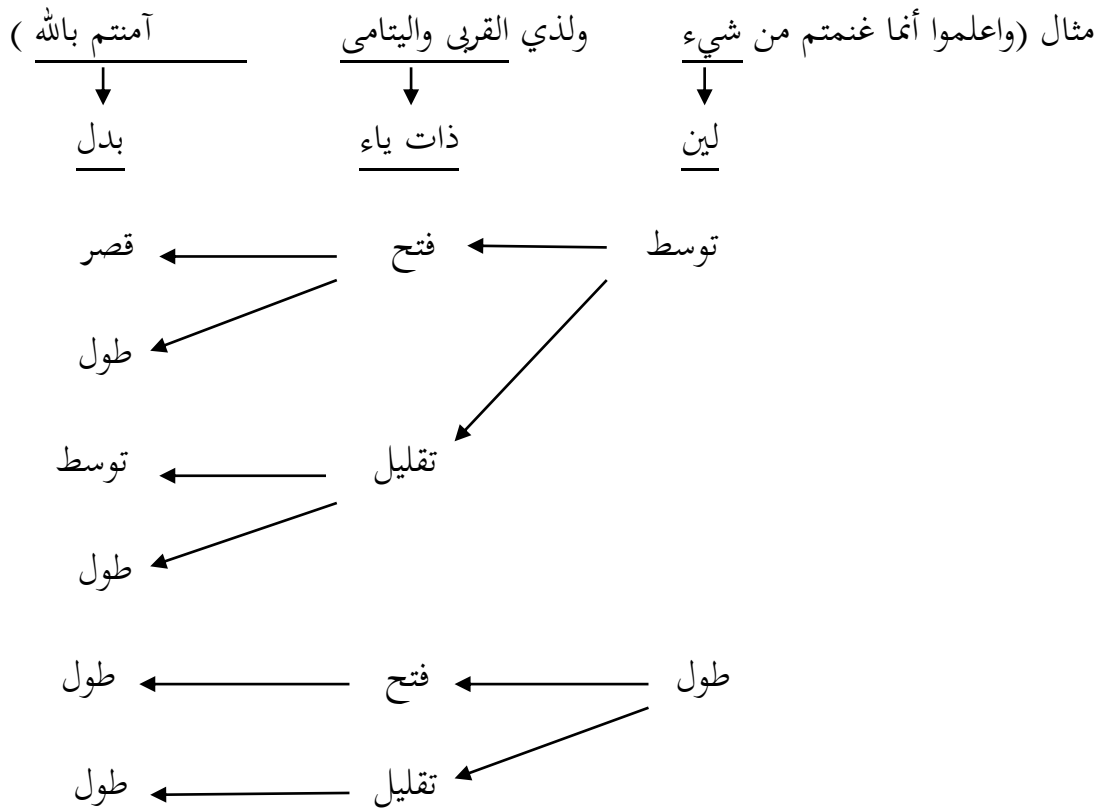 مثال (واعلموا أنما غنمتم من شيء ولذي القربى واليتامى آمنتم بالله )
لين ذات ياء بدل
توسط فتح قصر
طول
تقليل توسط
طول
طول فتح طول
تقليل طول